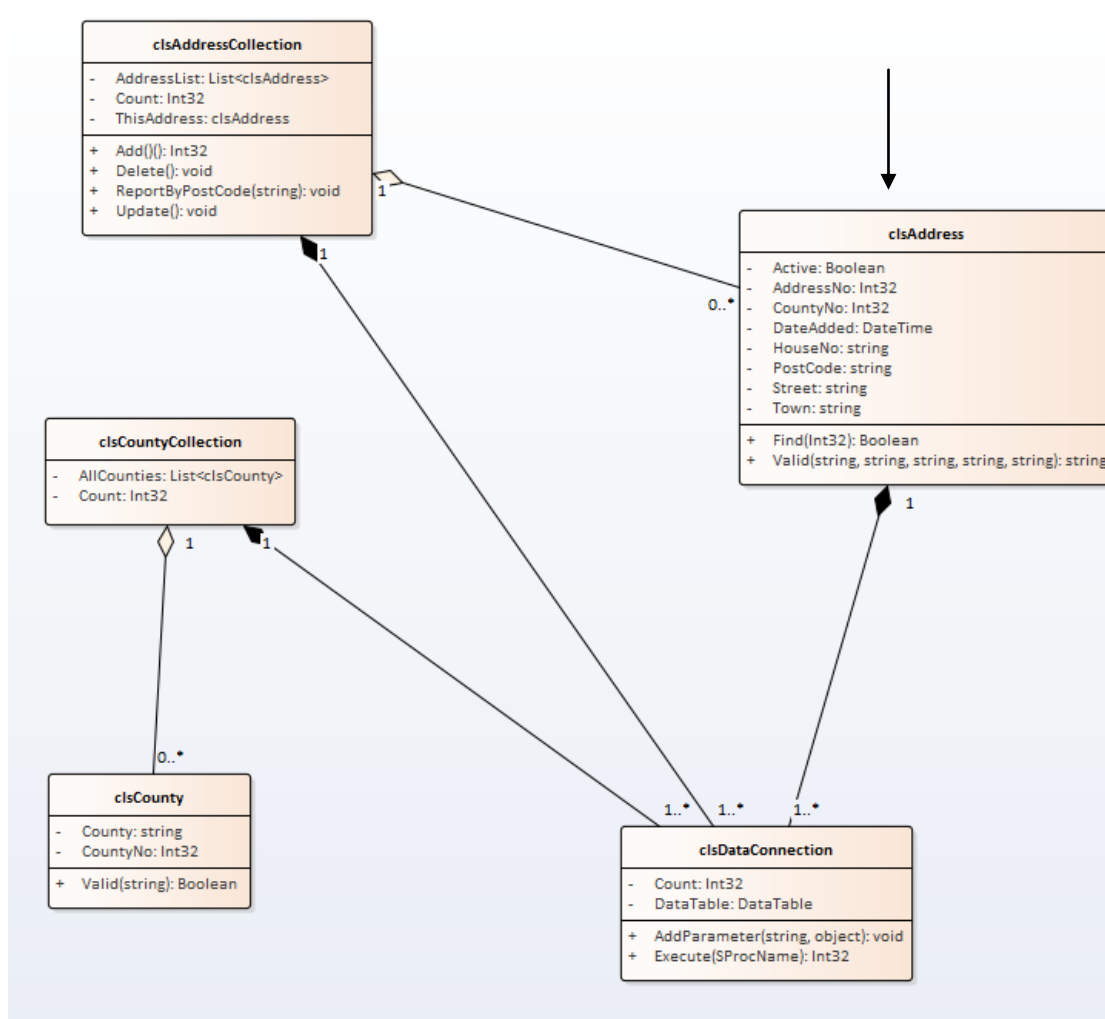 clsAddressCollection
- AddressList: List<clsAddress>
- Count: Int32
- ThisAddress: clsAddress
+ Add()(): Int32
+ Delete(): void
+ ReportByPostCode(string): void
+ Update(): void
1
1
0..*
clsAddress
- Active: Boolean
- AddressNo: Int32
- CountyNo: Int32
- DateAdded: DateTime
- HouseNo: string
- PostCode: string
- Street: string
- Town: string
+ Find(Int32): Boolean
+ Valid(string, string, string, string, string): string
1
clsCountyCollection
- AllCounties: List<clsCounty>
- Count: Int32
1
1
0..*
clsCounty
- County: string
- CountyNo: Int32
+ Valid(string): Boolean
1..*
1..*
1..*
clsDataConnection
- Count: Int32
- DataTable: DataTable
+ AddParameter(string, object): void
+ Execute(SProcName): Int32